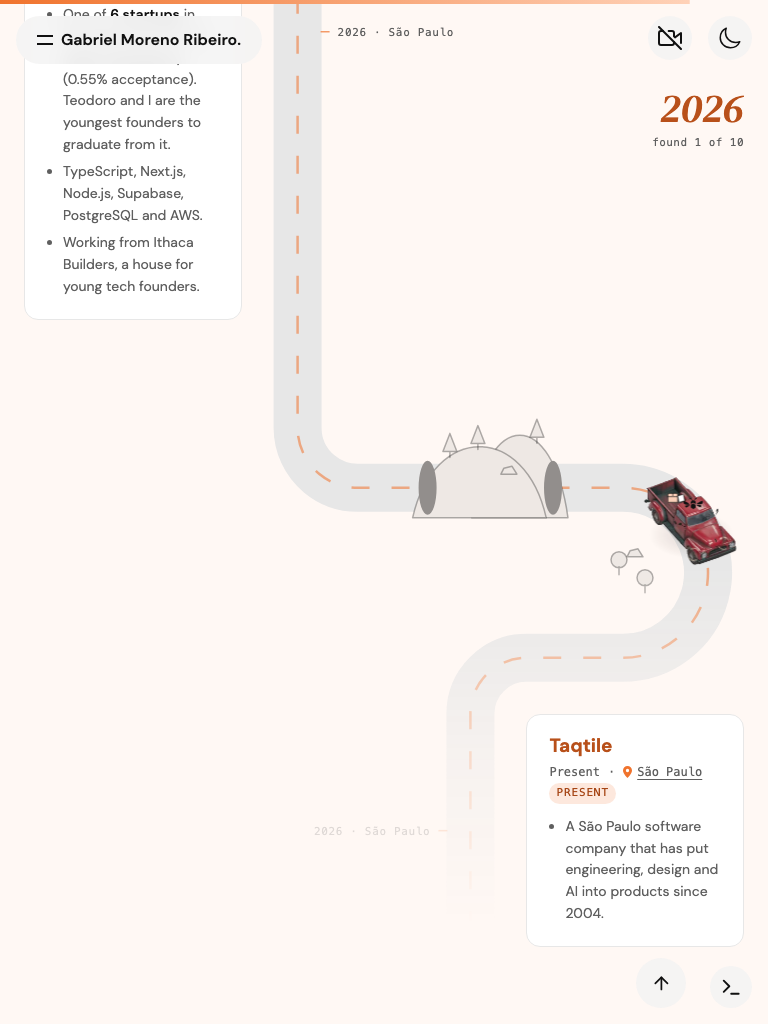 One of 6 startups in
Gabriel Moreno Ribeiro.
(0.55% acceptance).
Teodoro and I are the
youngest founders to
graduate from it.
TypeScript, Next.js,
Node.js, Supabase,
PostgreSQL and AWS.
Working from Ithaca
Builders, a house for
young tech founders.
2026 · São Paulo
2026
found 1 of 10
2026 · São Paulo
Taqtile
Present · São Paulo
PRESENT
A São Paulo software
company that has put
engineering, design and
AI into products since
2004.